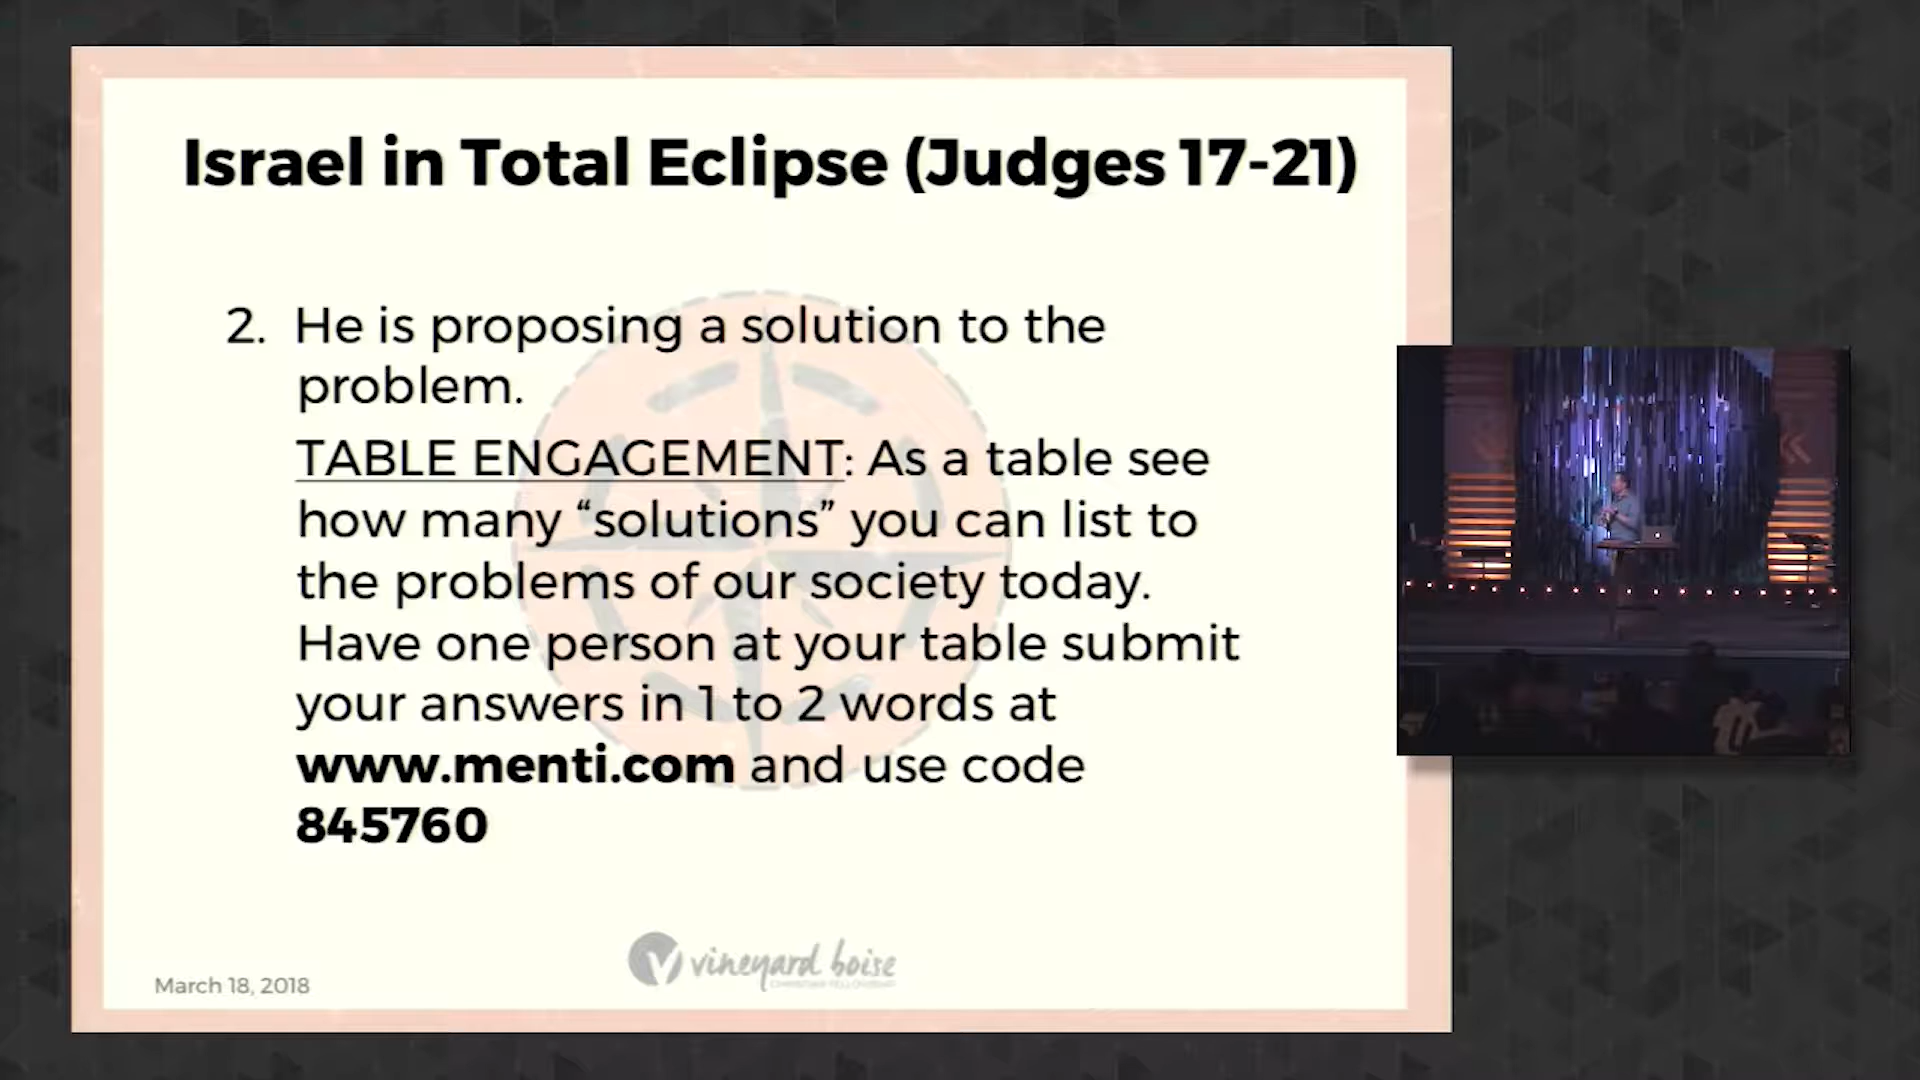 Israel in Total Eclipse (Judges 17-21)
2. He is proposing a solution to the
problem.
TABLE ENGAGEMENT: As a table see
how many “solutions” you can list to
the problems of our society today.
Have one person at your table submit
your answers in 1 to 2 words at
www.menti.com and use code
845760
vineyard boise
CHRISTIAN FELLOWSHIP
March 18, 2018